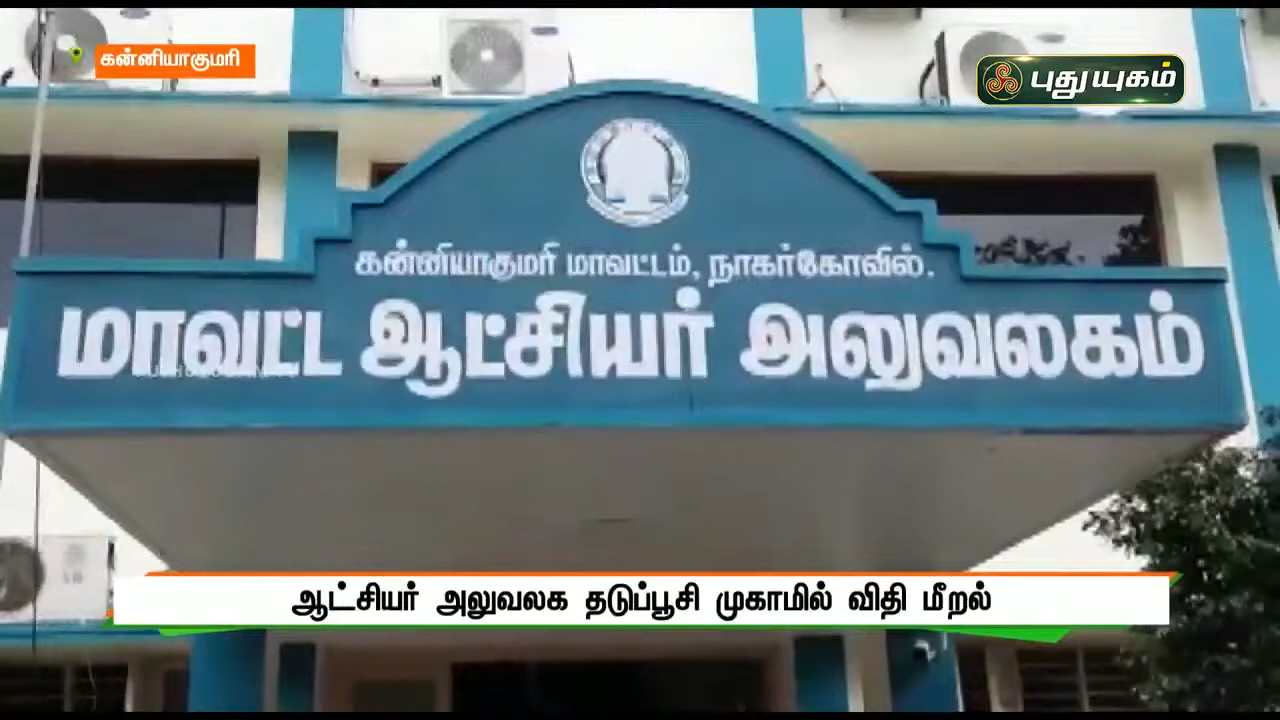 கன்னியாகுமரி
புதுயுகம்
கன்னியாகுமரி மாவட்டம், நாகர்கோவில்.
மாவட்ட ஆட்சியர் அலுவலகம்
ஆட்சியர் அலுவலக தடுப்பூசி முகாமில் விதி மீறல்